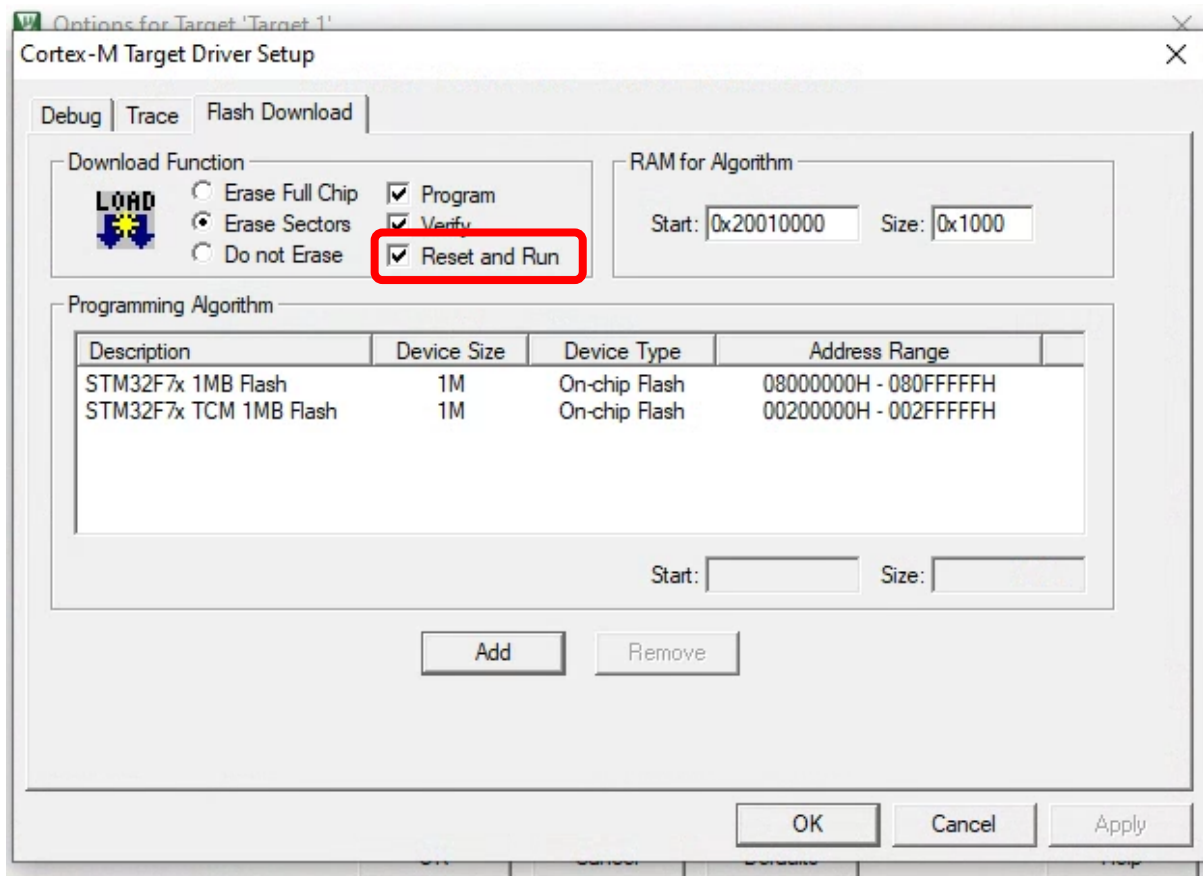 Options for Target 'Target 1'
Cortex-M Target Driver Setup
Debug Trace Flash Download
Download Function
LOAD
Erase Full Chip
Erase Sectors
Do not Erase
Program
Verify
Reset and Run
RAM for Algorithm
Start: 0x20010000 Size: 0x1000
Programming Algorithm
Description Device Size Device Type Address Range
STM32F7x 1MB Flash 1M On-chip Flash 08000000H - 080FFFFFH
STM32F7x TCM 1MB Flash 1M On-chip Flash 00200000H - 002FFFFFH
Start: Size:
Add Remove
OK Cancel Apply